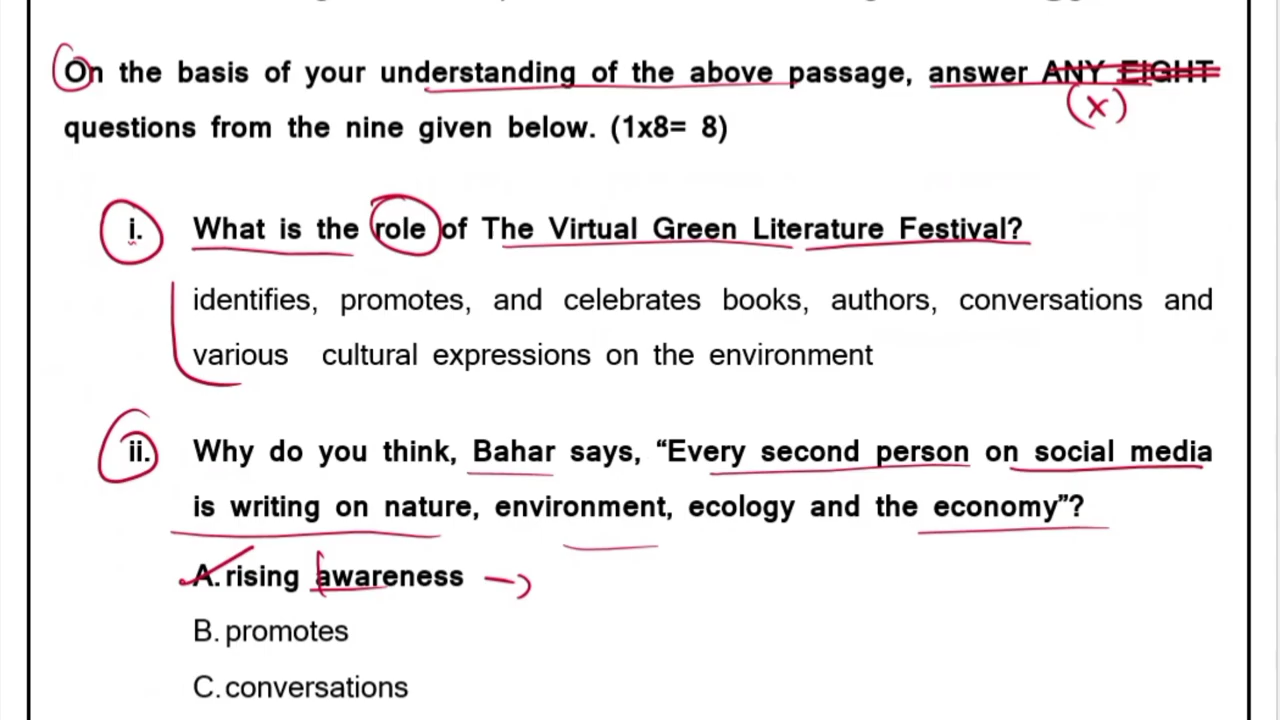 On the basis of your understanding of the above passage, answer ANY EIGHT
(x)
questions from the nine given below. (1x8= 8)
i. What is the role of The Virtual Green Literature Festival?
identifies, promotes, and celebrates books, authors, conversations and
various cultural expressions on the environment
ii. Why do you think, Bahar says, “Every second person on social media
is writing on nature, environment, ecology and the economy”?
A. rising awareness
B. promotes
C. conversations